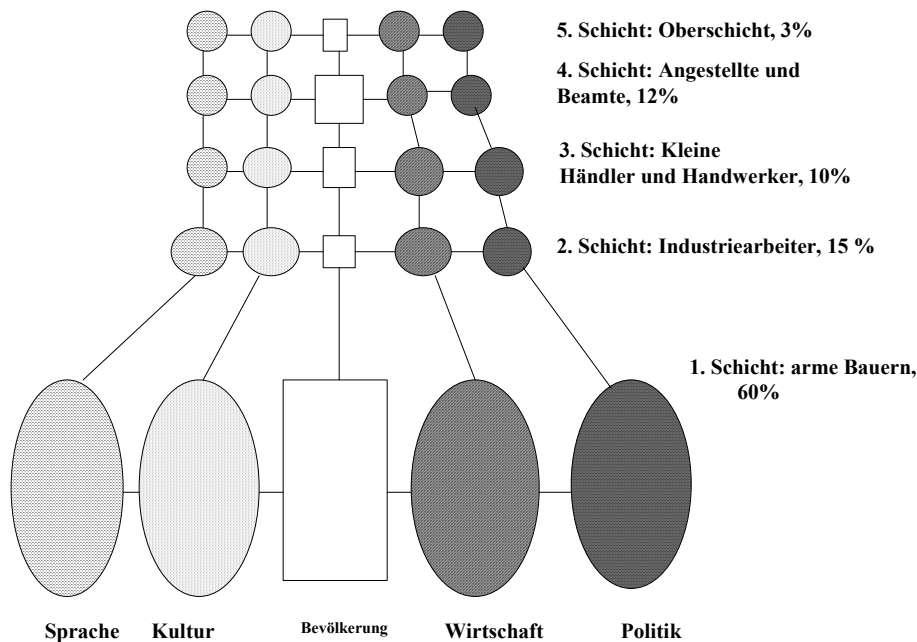 5. Schicht: Oberschicht, 3%
4. Schicht: Angestellte und
Beamte, 12%
3. Schicht: Kleine
Händler und Handwerker, 10%
2. Schicht: Industriearbeiter, 15 %
1. Schicht: arme Bauern,
60%
Sprache Kultur Bevölkerung Wirtschaft Politik